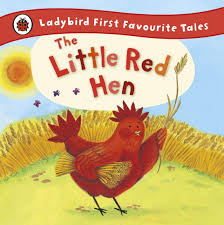 Ladybird First Favourite Tales
The
Little Red
Hen